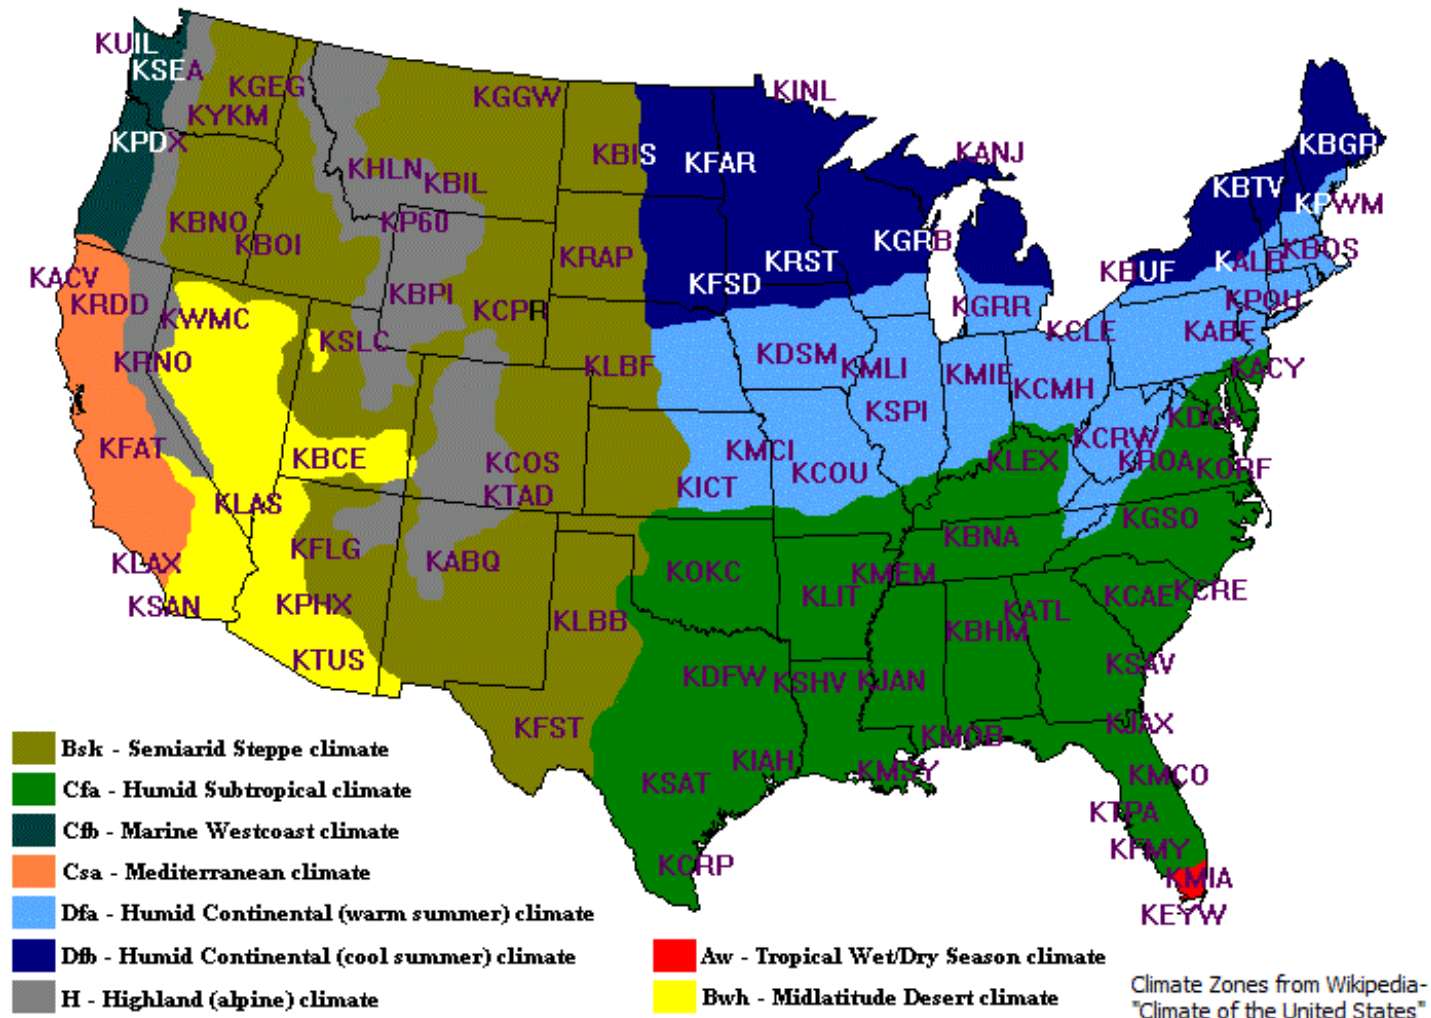 KUIL
KSEA
KGEG
KGGW
KINL
KYKM
KPDX
KBIS
KFAR
KANJ
KBGR
KHLN
KBIL
KBTV
KPWM
KBNO
KP60
KBOI
KGRB
KALB
KBOS
KRAP
KRST
KBUF
KACV
KFSD
KRDD
KBPI
KCPR
KGRR
KPOU
KWMC
KSLC
KCLE
KABE
KRNO
KLBF
KDSM
KMLI
KMIE
KCMH
KACY
KSPI
KDCA
KFAT
KBCE
KCOS
KMCI
KCOU
KLEX
KCRW
KROA
KORF
KLAS
KTAD
KICT
KGSO
KFLG
KABQ
KBNA
KLAX
KOKC
KMEM
KSAN
KPHX
KLBB
KLIT
KATL
KCAE
KCRE
KBHM
KTUS
KDFW
KSHV
KJAN
KSAV
KFST
KMOB
KJAX
KIAH
KMSY
KMCO
KSAT
KTPA
KCRP
KFMY
KMIA
KEYW
Bsk - Semiarid Steppe climate
Cfa - Humid Subtropical climate
Cfb - Marine Westcoast climate
Csa - Mediterranean climate
Dfa - Humid Continental (warm summer) climate
Dfb - Humid Continental (cool summer) climate
H - Highland (alpine) climate
Aw - Tropical Wet/Dry Season climate
Bwh - Midlatitude Desert climate
Climate Zones from Wikipedia-
"Climate of the United States"